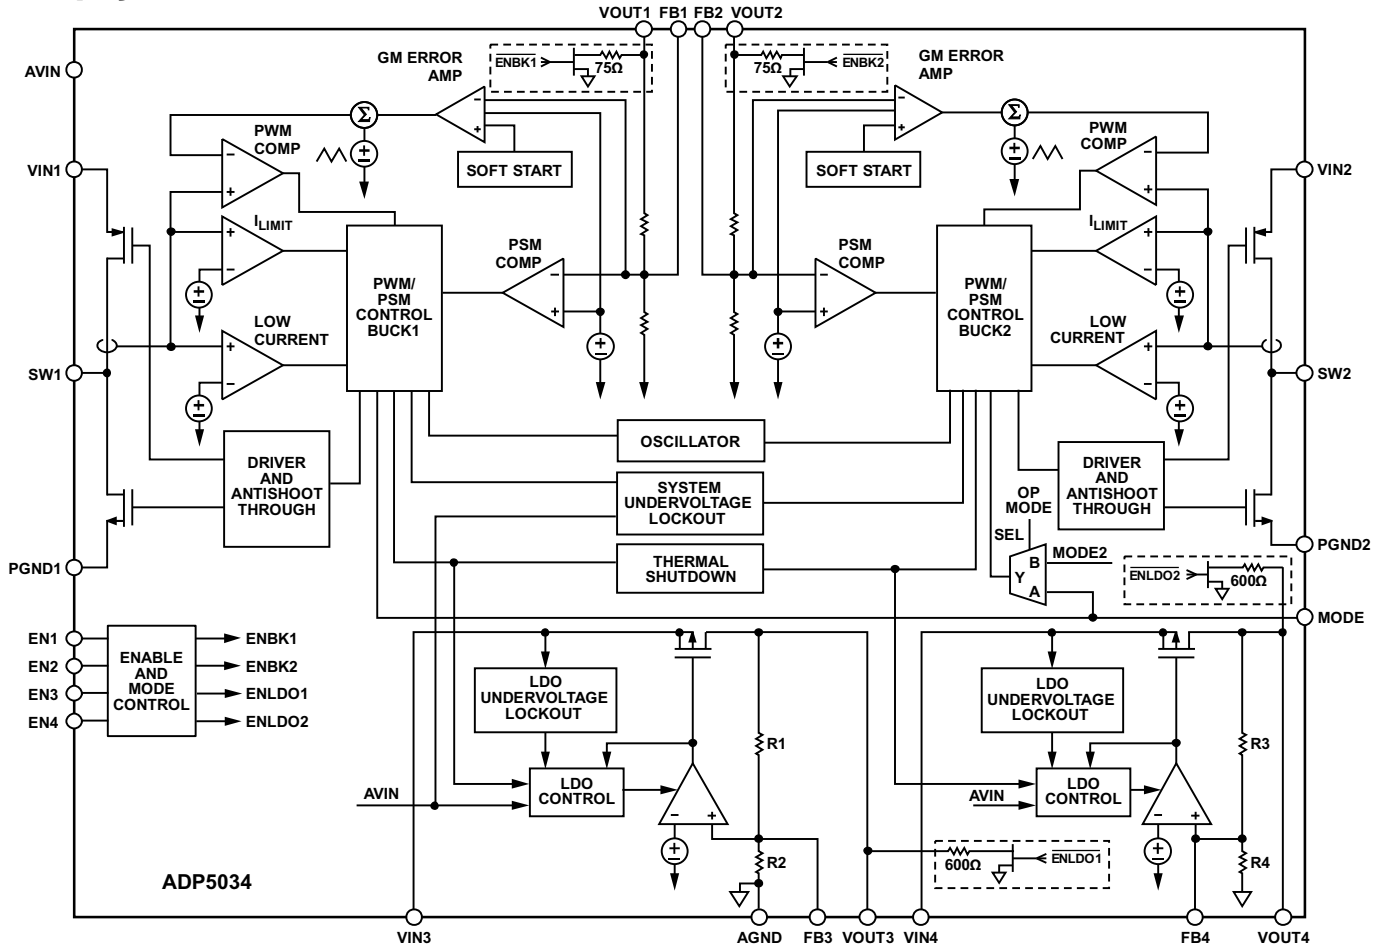 VOUT1 FB1 FB2 VOUT2
AVIN
GM ERROR
AMP
ENBK1
75Ω
75Ω
ENBK2
GM ERROR
AMP
Σ
Σ
PWM
COMP
SOFT START
SOFT START
PWM
COMP
VIN1
VIN2
ILIMIT
ILIMIT
PSM
COMP
PSM
COMP
PWM/
PSM
CONTROL
BUCK1
PWM/
PSM
CONTROL
BUCK2
LOW
CURRENT
LOW
CURRENT
SW1
SW2
OSCILLATOR
DRIVER
AND
ANTISHOOT
THROUGH
SYSTEM
UNDERVOLTAGE
LOCKOUT
OP
MODE
SEL
DRIVER
AND
ANTISHOOT
THROUGH
PGND1
THERMAL
SHUTDOWN
B
Y
A
MODE2
ENLDO2
600Ω
PGND2
MODE
EN1
EN2
EN3
EN4
ENABLE
AND
MODE
CONTROL
ENBK1
ENBK2
ENLDO1
ENLDO2
LDO
UNDERVOLTAGE
LOCKOUT
LDO
UNDERVOLTAGE
LOCKOUT
R1
R3
AVIN
LDO
CONTROL
AVIN
LDO
CONTROL
R2
600Ω
ENLDO1
R4
ADP5034
VIN3
AGND
FB3
VOUT3
VIN4
FB4
VOUT4